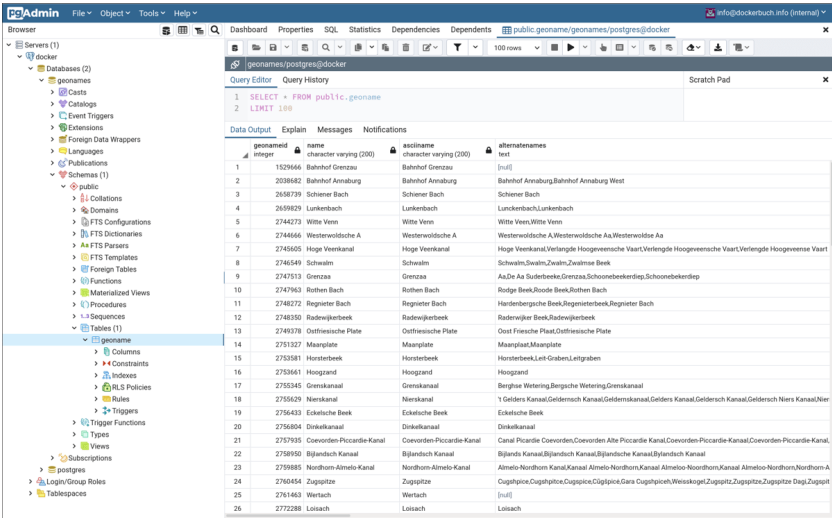 pgAdmin File Object Tools Help info@dockerbuch.info (internal)
Browser
Dashboard Properties SQL Statistics Dependencies Dependents public.geoname/geonames/postgres@docker
100 rows
geonames/postgres@docker
Query Editor Query History
Scratch Pad
1 SELECT * FROM public.geoname
2 LIMIT 100
Servers (1)
docker
Databases (2)
geonames
Casts
Catalogs
Event Triggers
Extensions
Foreign Data Wrappers
Languages
Publications
Schemas (1)
public
Collations
Domains
FTS Configurations
FTS Dictionaries
FTS Parsers
FTS Templates
Foreign Tables
Functions
Materialized Views
Procedures
1..3 Sequences
Tables (1)
geoname
Columns
Constraints
Indexes
RLS Policies
Rules
Triggers
Trigger Functions
Types
Views
Subscriptions
postgres
Login/Group Roles
Tablespaces
Data Output Explain Messages Notifications
geonameid name asciiname alternatenames
integer character varying (200) character varying (200) text
1 1529666 Bahnhof Grenzau Bahnhof Grenzau [null]
2 2038682 Bahnhof Annaburg Bahnhof Annaburg Bahnhof Annaburg,Bahnhof Annaburg West
3 2658739 Schiener Bach Schiener Bach Schiener Bach
4 2659829 Lunkenbach Lunkenbach Lunckenbach,Lunkenbach
5 2744273 Witte Venn Witte Venn Witte Veen,Witte Venn
6 2744666 Westerwoldsche A Westerwoldsche A Westerwoldsche A,Westerwoldsche Aa,Westerwoldse Aa
7 2745605 Hoge Veenkanal Hoge Veenkanal Hoge Veenkanal,Verlangde Hoogeveensche Vaart,Verlengde Hoogeveensche Vaart,Verlengde Hoogeveense Vaart
8 2746549 Schwalm Schwalm Schwalm,Swalm,Zwalm,Zwalmse Beek
9 2747513 Grenzaa Grenzaa Aa,De Aa Suderbeeke,Grenzaa,Schoonebeekerdiep,Schoonebekerdiep
10 2747963 Rothen Bach Rothen Bach Rodge Beek,Roode Beek,Rothen Bach
11 2748272 Regnieter Bach Regnieter Bach Hardenbergsche Beek,Regenieterbeek,Regnieter Bach
12 2748350 Radewijkerbeek Radewijkerbeek Raderwijker Beek,Radewijkerbeek
13 2749378 Ostfriesische Plate Ostfriesische Plate Oost Friesche Plaat,Ostfriesische Plate
14 2751327 Maanplate Maanplate Maanplaat,Maanplate
15 2753581 Horsterbeek Horsterbeek Horsterbeek,Leit-Graben,Leitgraben
16 2753661 Hoogzand Hoogzand Hoogzand
17 2755345 Grenskanaal Grenskanaal Berghse Wetering,Bergsche Wetering,Grenskanaal
18 2755629 Nierskanal Nierskanal 't Gelders Kanaal,Geldernsch Kanaal,Geldernskanaal,Gelders Kanaal,Geldersch Kanaal,Geldersch Niers Kanaal,Nier
19 2756433 Eckelsche Beek Eckelsche Beek Eckelsche Beek
20 2756804 Dinkelkanaal Dinkelkanaal Dinkelkanaal
21 2757935 Coevorden-Piccardie-Kanal Coevorden-Piccardie-Kanal Canal Picardie Coevorden,Coevorden Alte Piccardie Kanal,Coevorden-Piccardie-Kanaal,Coevorden-Piccardie-Kanal,
22 2758950 Bijlandsch Kanaal Bijlandsch Kanaal Bijlands Kanaal,Bijlandsch Kanaal,Bijlandsche Kanaal,Bylandsch Kanaal
23 2759885 Nordhorn-Almelo-Kanal Nordhorn-Almelo-Kanal Almelo-Nordhorn Kanal,Kanaal Almelo-Nordhorn,Kanaal Almeloo-Noordhorn,Kanaal Almeloo-Nordhorn,Nordhorn-A
24 2760454 Zugspitze Zugspitze Cugshpice,Cugshpitce,Cugspice,Cügšpicė,Gara Cugshpiceh,Weisskogel,Zugspitz,Zugspitze,Zugspitze Dagi,Zugspit
25 2761463 Wertach Wertach [null]
26 2772288 Loisach Loisach Loisach